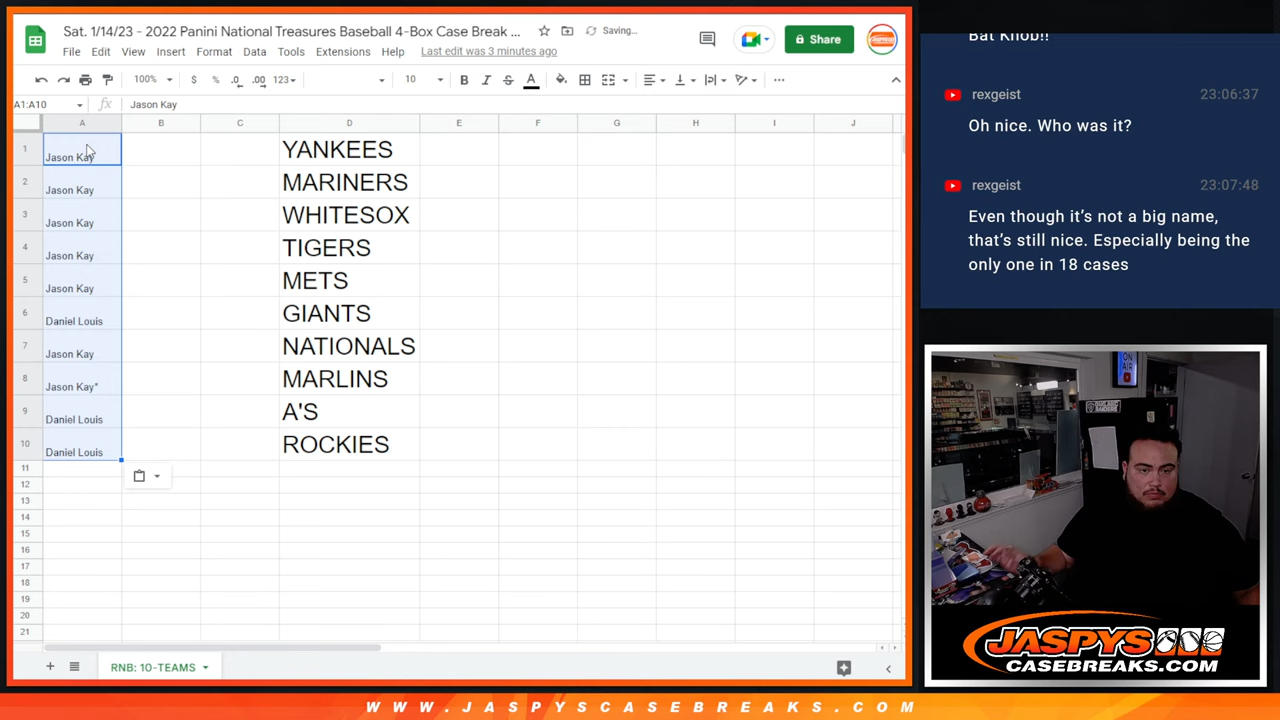 Sat. 1/14/23 - 2022 Panini National Treasures Baseball 4-Box Case Break ...
Saving...
File Edit View Insert Format Data Tools Extensions Help Last edit was 3 minutes ago
Share
100% $ % .0 .00 123 10 B I S A
A1:A10
fx Jason Kay
A B C D E F G H I J
1 Jason Kay YANKEES
2 Jason Kay MARINERS
3 Jason Kay WHITESOX
4 Jason Kay TIGERS
5 Jason Kay METS
6 Daniel Louis GIANTS
7 Jason Kay NATIONALS
8 Jason Kay* MARLINS
9 Daniel Louis A'S
10 Daniel Louis ROCKIES
11
12
13
14
15
16
17
18
19
20
21
RNB: 10-TEAMS
Bat Knob!!
rexgeist 23:06:37
Oh nice. Who was it?
rexgeist 23:07:48
Even though it’s not a big name,
that’s still nice. Especially being the
only one in 18 cases
ON
AIR
JASPYS
CASEBREAKS.COM
WWW.JASPYSCASEBREAKS.COM